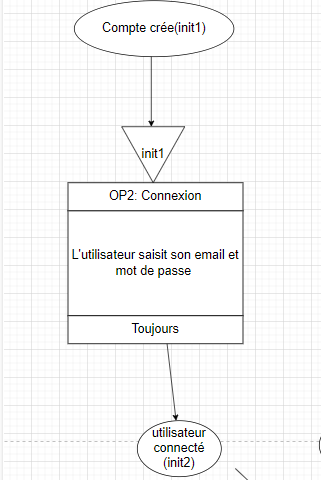 Compte crée(init1)
init1
OP2: Connexion
L'utilisateur saisit son email et
mot de passe
Toujours
utilisateur
connecté
(init2)